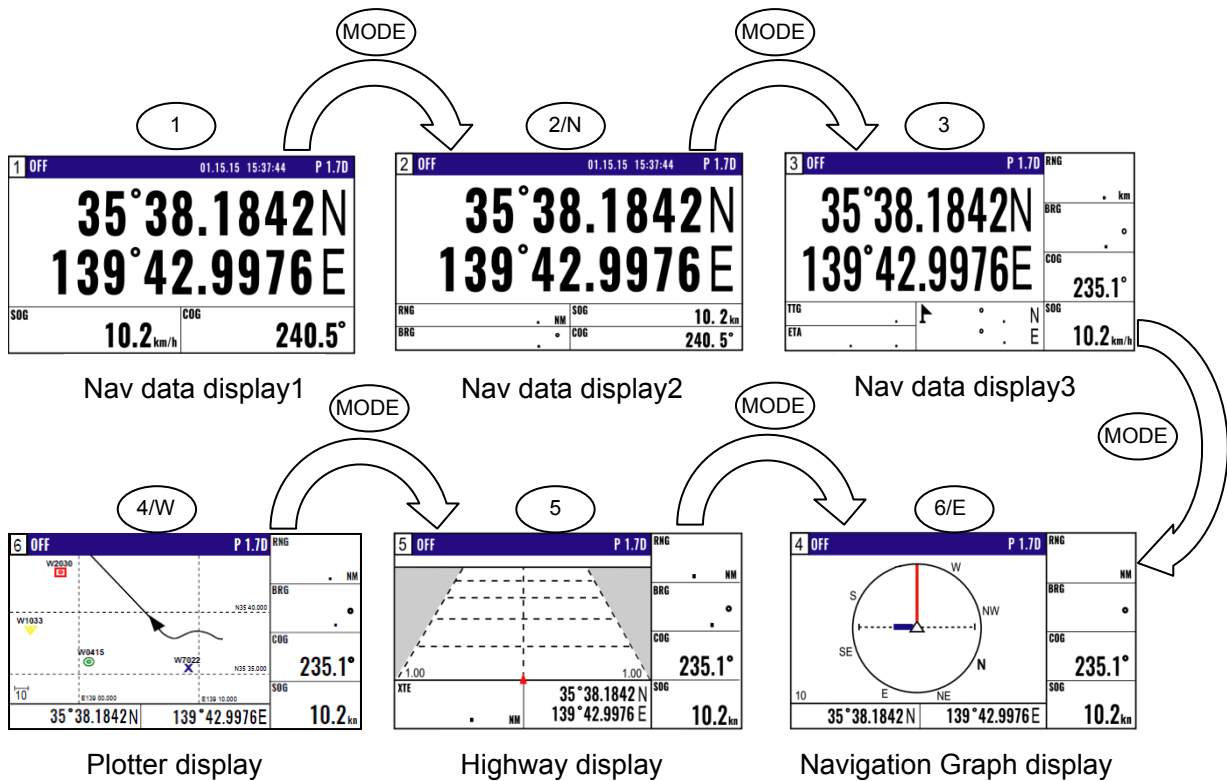 MODE
MODE
1
2/N
3
1 OFF 01.15.15 15:37:44 P 1.7D
35°38.1842N
139°42.9976E
SOG
10.2km/h
COG
240.5°
2 OFF 01.15.15 15:37:44 P 1.7D
35°38.1842N
139°42.9976E
RNG . NM
SOG 10.2kn
BRG . °
COG 240.5°
3 OFF P 1.7D
35°38.1842N
139°42.9976E
TTG .
ETA . .
° . N
° . E
RNG
. km
BRG
°
.
COG
235.1°
SOG
10.2km/h
Nav data display1
Nav data display2
Nav data display3
MODE
MODE
MODE
4/W
5
6/E
6 OFF P 1.7D
W2030
N35 40.000
W1033
W0415
W7022
N35 35.000
10
E139 00.000
E139 10.000
35°38.1842N
139°42.9976E
RNG
. NM
BRG
°
.
COG
235.1°
SOG
10.2kn
5 OFF P 1.7D
1.00
1.00
XTE
. NM
35°38.1842N
139°42.9976E
RNG
. NM
BRG
°
.
COG
235.1°
SOG
10.2kn
4 OFF P 1.7D
W
S
NW
SE
N
E
NE
10
35°38.1842N
139°42.9976E
RNG
NM
BRG
°
COG
235.1°
SOG
10.2kn
Plotter display
Highway display
Navigation Graph display